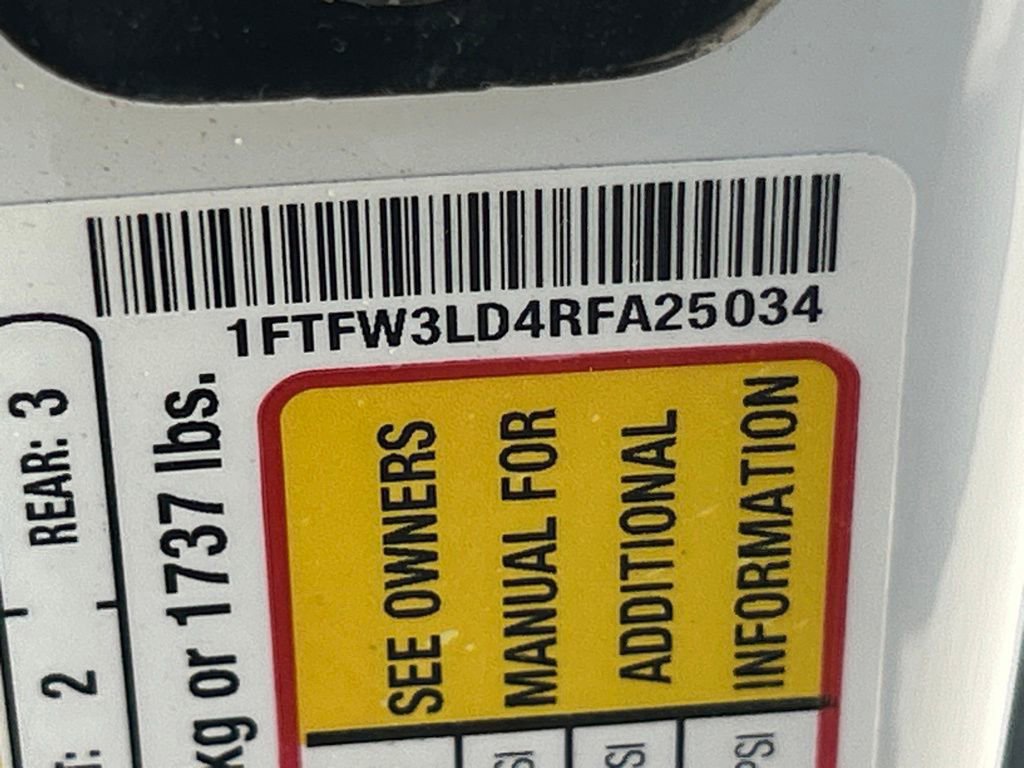 1FTFW3LD4RFA25034
REAR: 3
2
kg or 1737 lbs.
SEE OWNERS
MANUAL FOR
ADDITIONAL
INFORMATION